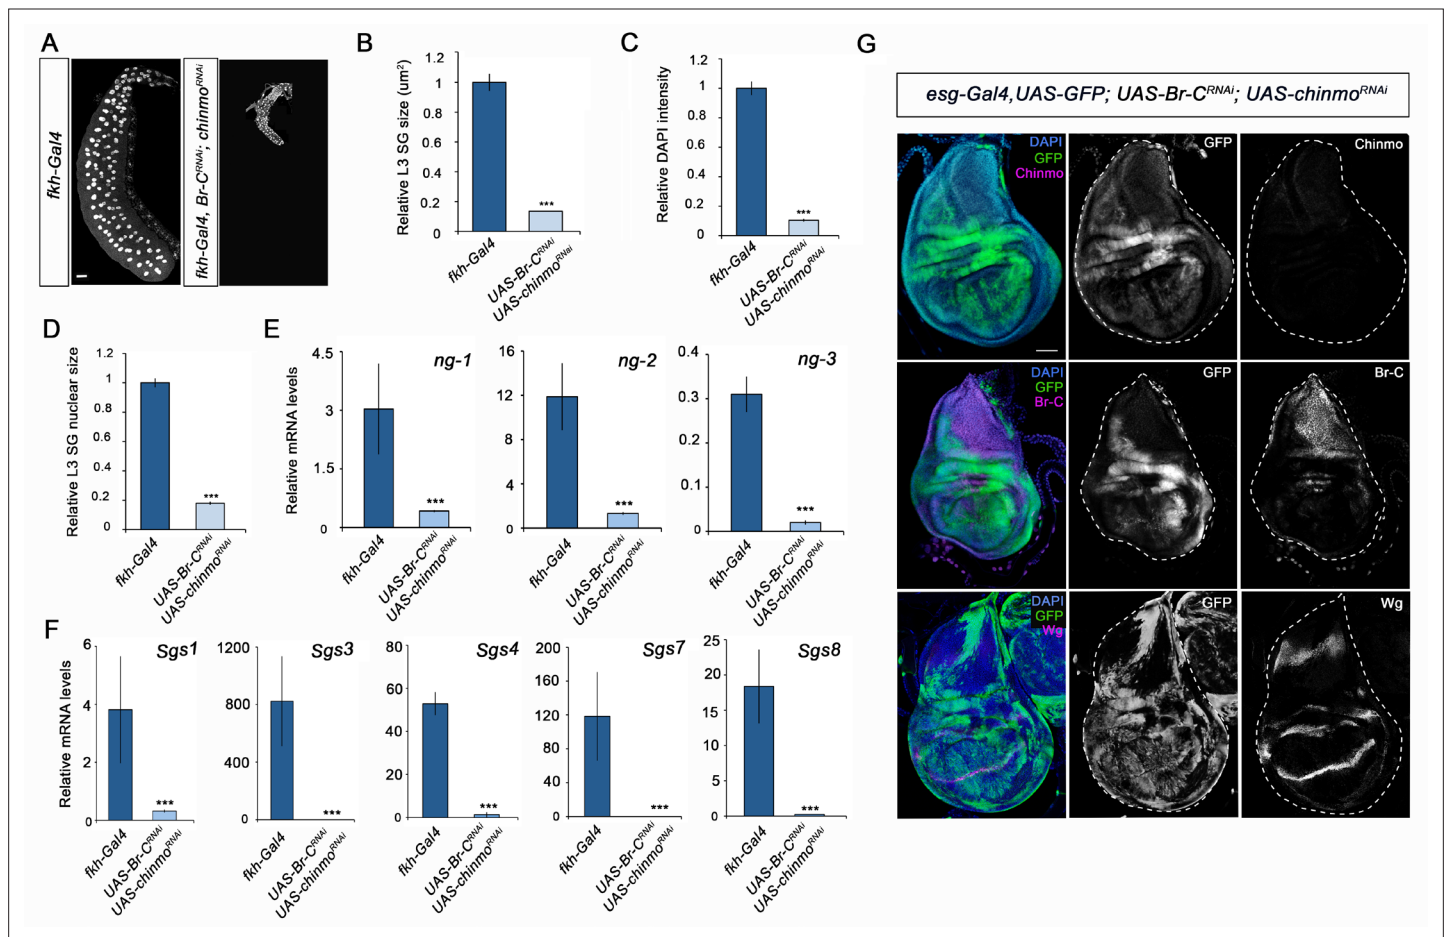 A
fkh-Gal4
fkh-Gal4, Br-C^RNAi; chinmo^RNAi
B
Relative L3 SG size (um²)
1.2
1
0.8
0.6
0.4
0.2
0
***
fkh-Gal4
UAS-Br-C^RNAi
UAS-chinmo^RNai
C
Relative DAPI intensity
1.2
1
0.8
0.6
0.4
0.2
0
***
fkh-Gal4
UAS-Br-C^RNAi
UAS-chinmo^RNAi
D
Relative L3 SG nuclear size
1.2
1
0.8
0.6
0.4
0.2
0
***
fkh-Gal4
UAS-Br-C^RNAi
UAS-chinmo^RNAi
E
Relative mRNA levels
ng-1
4.5
3
1.5
0
***
fkh-Gal4
UAS-Br-C^RNAi
UAS-chinmo^RNAi
ng-2
16
12
8
4
0
***
fkh-Gal4
UAS-Br-C^RNAi
UAS-chinmo^RNAi
ng-3
0.4
0.3
0.2
0.1
0
***
fkh-Gal4
UAS-Br-C^RNAi
UAS-chinmo^RNAi
F
Relative mRNA levels
Sgs1
6
4
2
0
***
fkh-Gal4
UAS-Br-C^RNAi
UAS-chinmo^RNAi
Sgs3
1200
800
400
0
***
fkh-Gal4
UAS-Br-C^RNAi
UAS-chinmo^RNAi
Sgs4
80
60
40
20
0
***
fkh-Gal4
UAS-Br-C^RNAi
UAS-chinmo^RNAi
Sgs7
200
160
120
80
40
0
***
fkh-Gal4
UAS-Br-C^RNAi
UAS-chinmo^RNAi
Sgs8
25
20
15
10
5
0
***
fkh-Gal4
UAS-Br-C^RNAi
UAS-chinmo^RNAi
G
esg-Gal4,UAS-GFP; UAS-Br-C^RNAi; UAS-chinmo^RNAi
DAPI
GFP
Chinmo
GFP
Chinmo
DAPI
GFP
Br-C
GFP
Br-C
DAPI
GFP
Wg
GFP
Wg